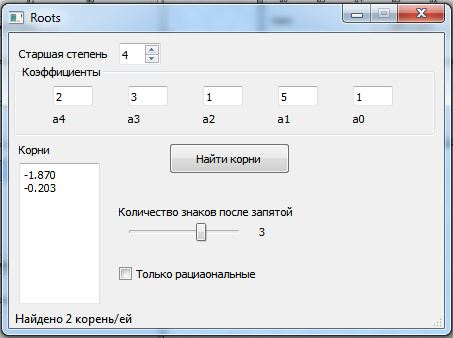 Roots
Старшая степень 4
Коэффициенты
2 3 1 5 1
a4 a3 a2 a1 a0
Корни
Найти корни
-1.870
-0.203
Количество знаков после запятой
3
Только рациаональные
Найдено 2 корень/ей